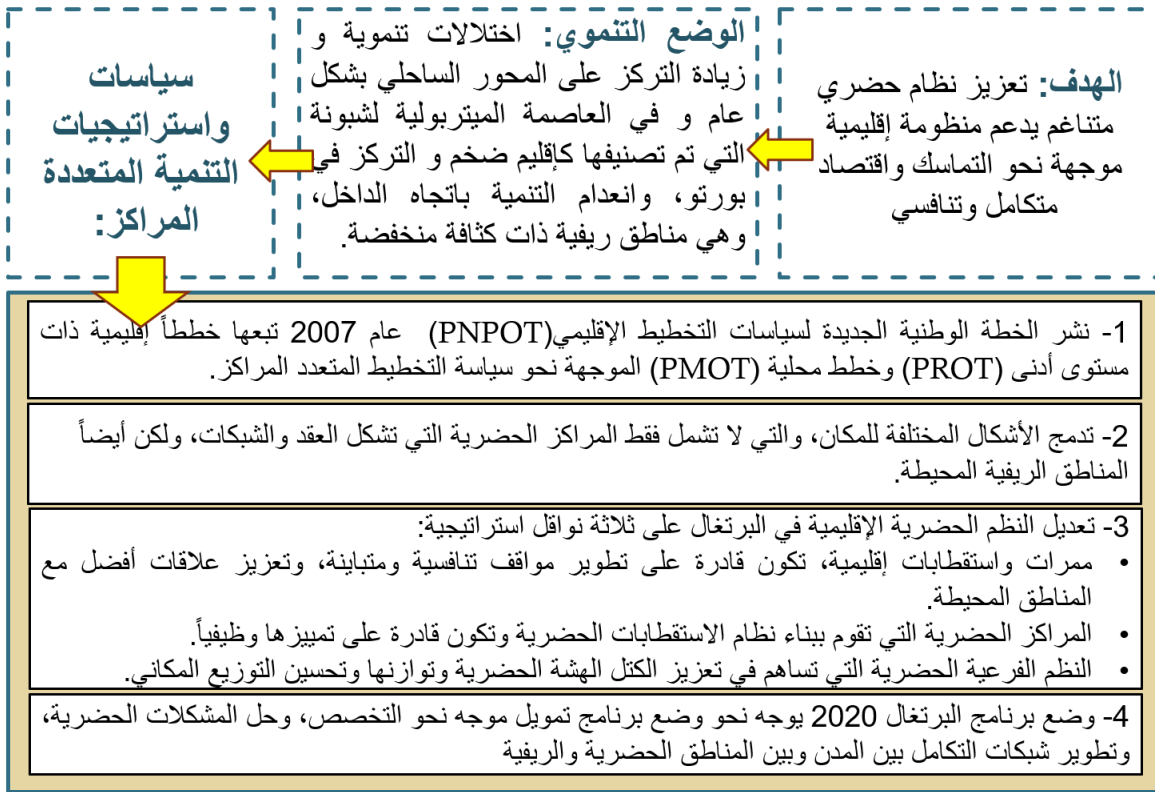 الهدف: تعزيز نظام حضري
متناغم يدعم منظومة إقليمية
موجهة نحو التماسك واقتصاد
متكامل وتنافسي
الوضع التنموي: اختلالات تنموية و
زيادة التركز على المحور الساحلي بشكل
عام و في العاصمة الميتربولية لشبونة
التي تم تصنيفها كإقليم ضخم و التركز في
بورتو، وانعدام التنمية باتجاه الداخل،
وهي مناطق ريفية ذات كثافة منخفضة.
سياسات
واستراتيجيات
التنمية المتعددة
المراكز:
1- نشر الخطة الوطنية الجديدة لسياسات التخطيط الإقليمي(PNPOT) عام 2007 تبعها خططاً إقليمية ذات
مستوى أدنى (PROT) وخطط محلية (PMOT) الموجهة نحو سياسة التخطيط المتعدد المراكز.
2- تدمج الأشكال المختلفة للمكان، والتي لا تشمل فقط المراكز الحضرية التي تشكل العقد والشبكات، ولكن أيضاً
المناطق الريفية المحيطة.
3- تعديل النظم الحضرية الإقليمية في البرتغال على ثلاثة نواقل استراتيجية:
• ممرات واستقطابات إقليمية، تكون قادرة على تطوير مواقف تنافسية ومتباينة، وتعزيز علاقات أفضل مع
المناطق المحيطة.
• المراكز الحضرية التي تقوم ببناء نظام الاستقطابات الحضرية وتكون قادرة على تمييزها وظيفياً.
• النظم الفرعية الحضرية التي تساهم في تعزيز الكتل الهشة الحضرية وتوازنها وتحسين التوزيع المكاني.
4- وضع برنامج البرتغال 2020 يوجه نحو وضع برنامج تمويل موجه نحو التخصص، وحل المشكلات الحضرية،
وتطوير شبكات التكامل بين المدن وبين المناطق الحضرية والريفية